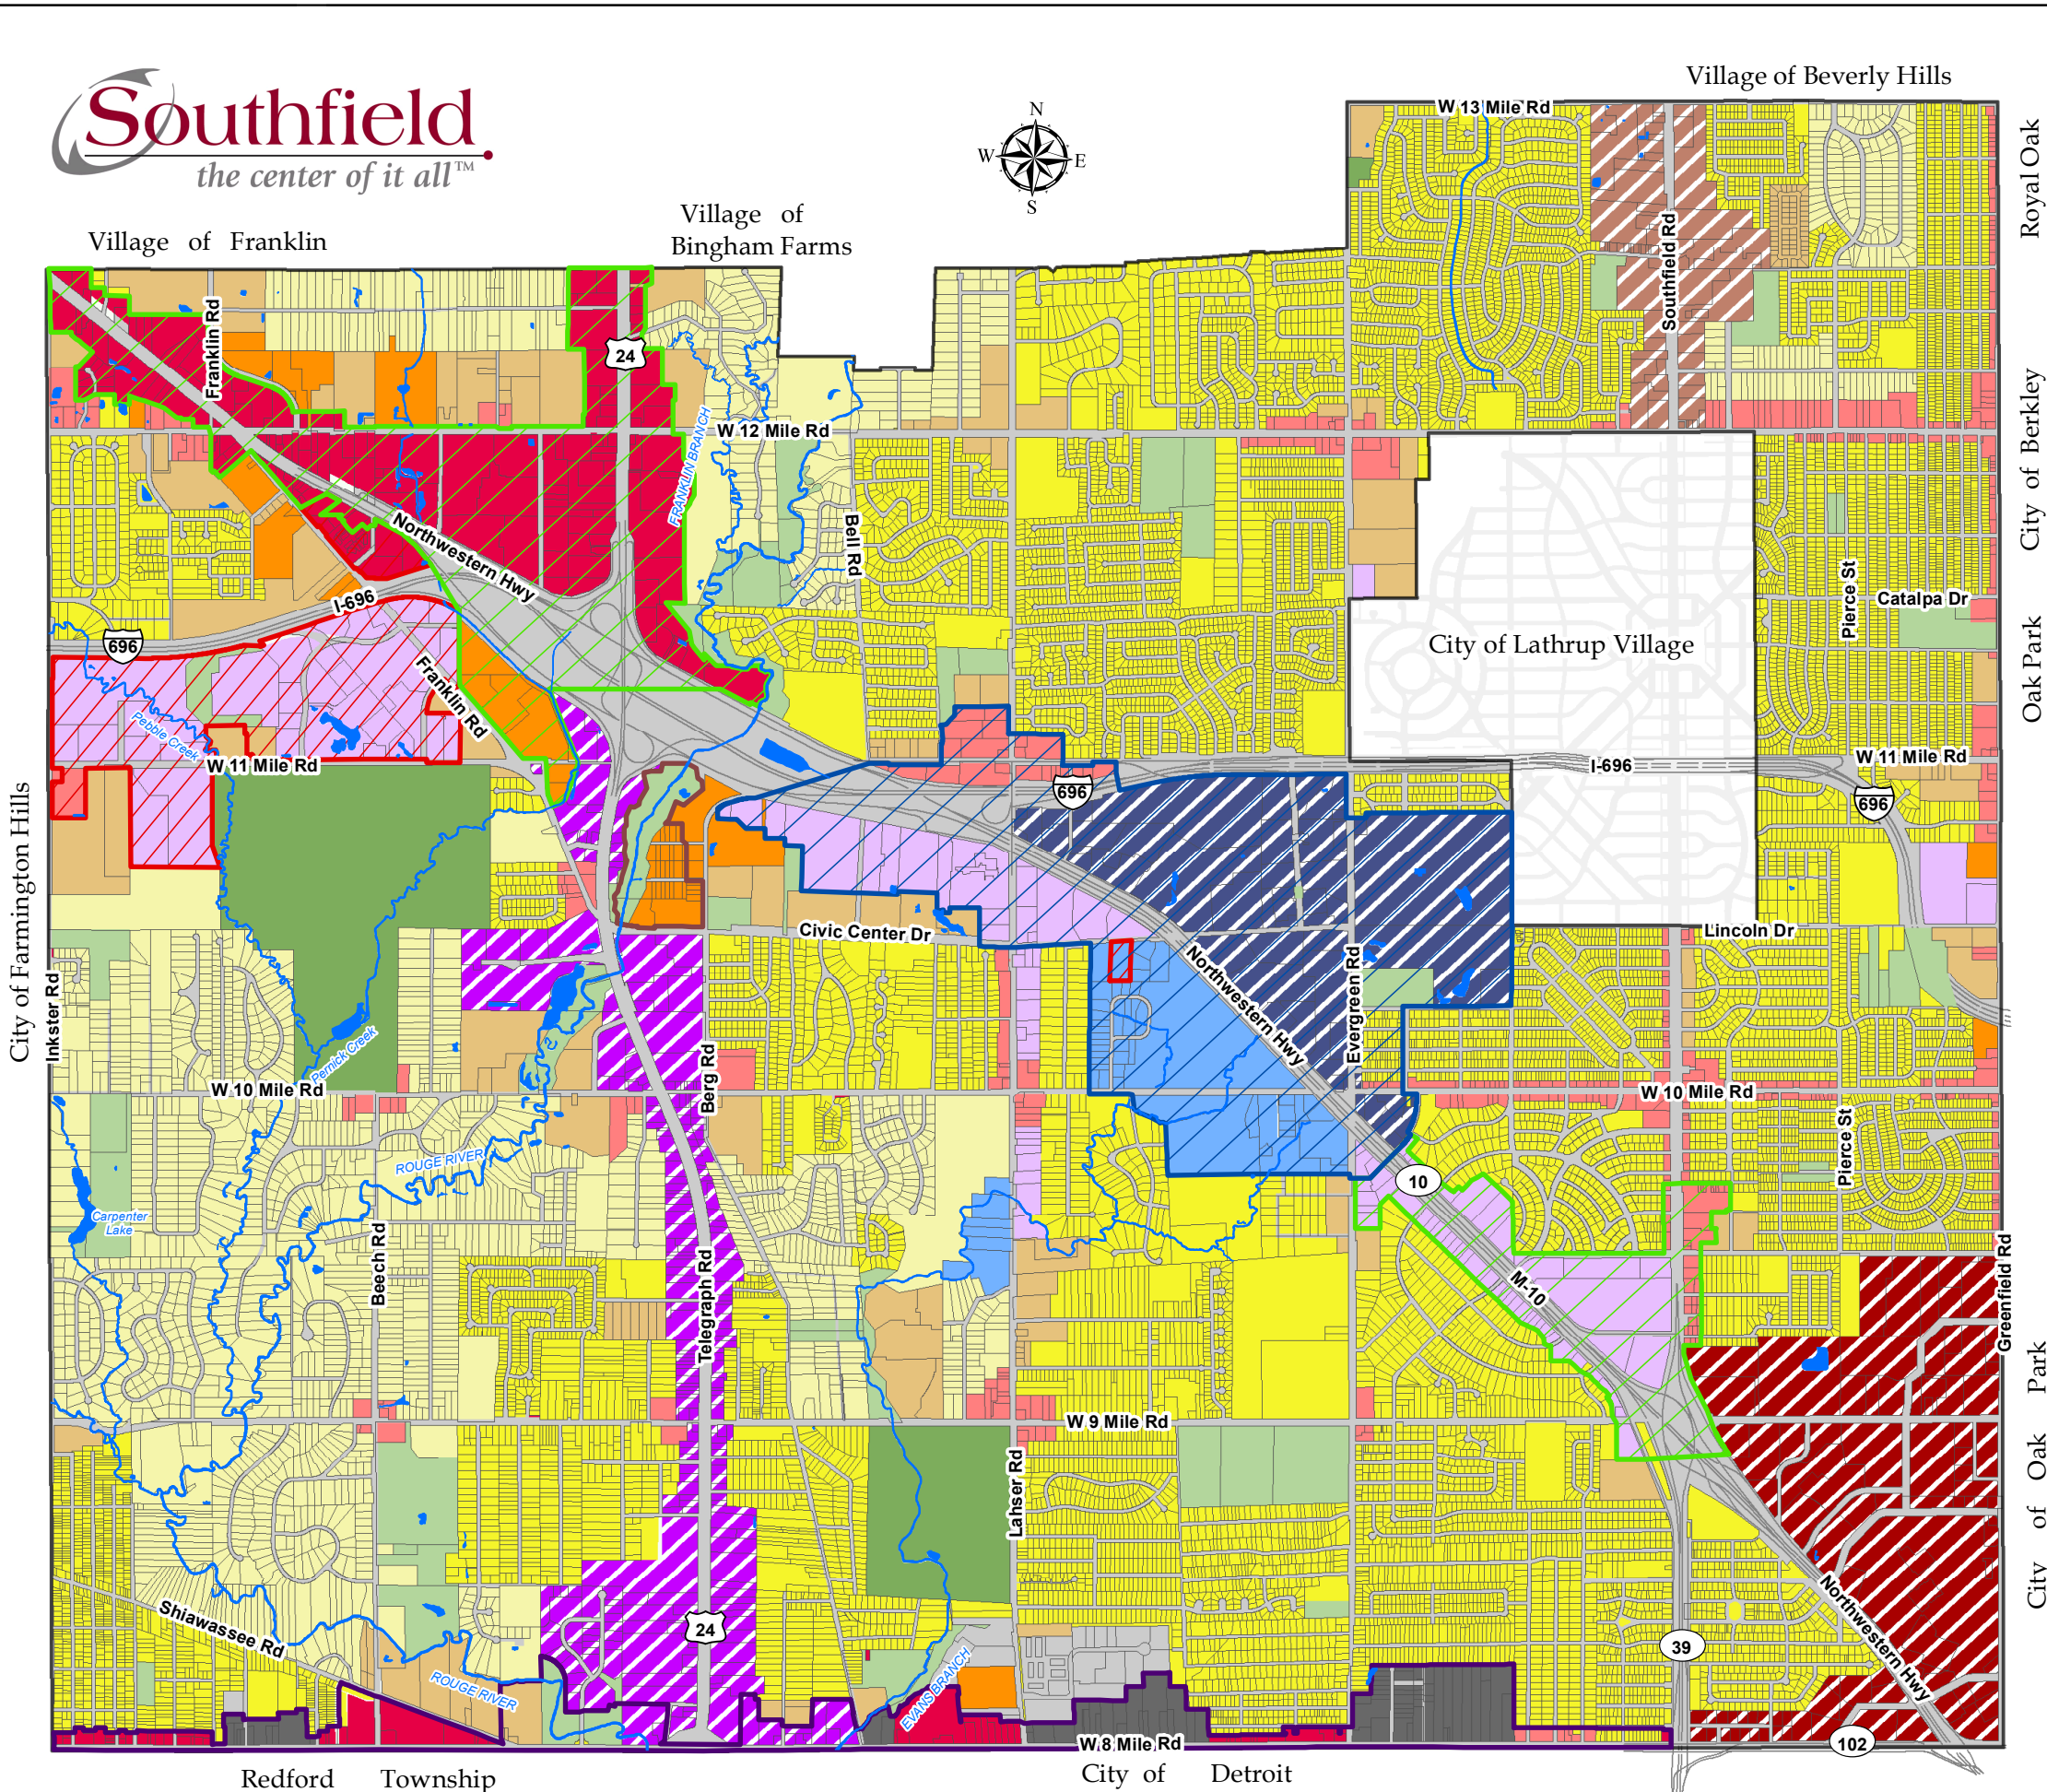 Village of Beverly Hills
W 13 Mile Rd
Southfield
the center of it all™
N
W
E
S
Royal Oak
Village of
Bingham Farms
Village of Franklin
Southfield Rd
Franklin Rd
24
City of Berkley
W 12 Mile Rd
FRANKLIN BRANCH
Northwestern Hwy
Bell Rd
Pierce St
Catalpa Dr
I-696
696
City of Lathrup Village
Oak Park
Franklin Rd
Pebble Creek
W 11 Mile Rd
W 11 Mile Rd
I-696
696
696
City of Farmington Hills
Civic Center Dr
Lincoln Dr
Northwestern Hwy
Evergreen Rd
Inkster Rd
Pernick Creek
W 10 Mile Rd
Berg Rd
W 10 Mile Rd
Pierce St
ROUGE RIVER
10
Carpenter
Lake
Beech Rd
Telegraph Rd
M-10
Greenfield Rd
City of Oak Park
W 9 Mile Rd
Lahser Rd
Shiawassee Rd
24
Northwestern Hwy
39
ROUGE RIVER
EVANS BRANCH
W 8 Mile Rd
102
Redford Township
City of Detroit